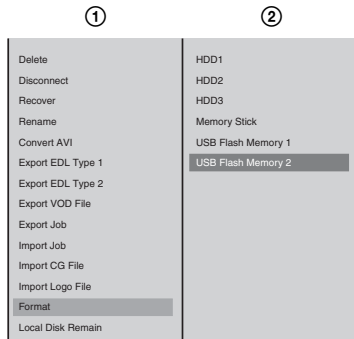 ① ②
Delete
Disconnect
Recover
Rename
Convert AVI
Export EDL Type 1
Export EDL Type 2
Export VOD File
Export Job
Import Job
Import CG File
Import Logo File
Format
Local Disk Remain
HDD1
HDD2
HDD3
Memory Stick
USB Flash Memory 1
USB Flash Memory 2